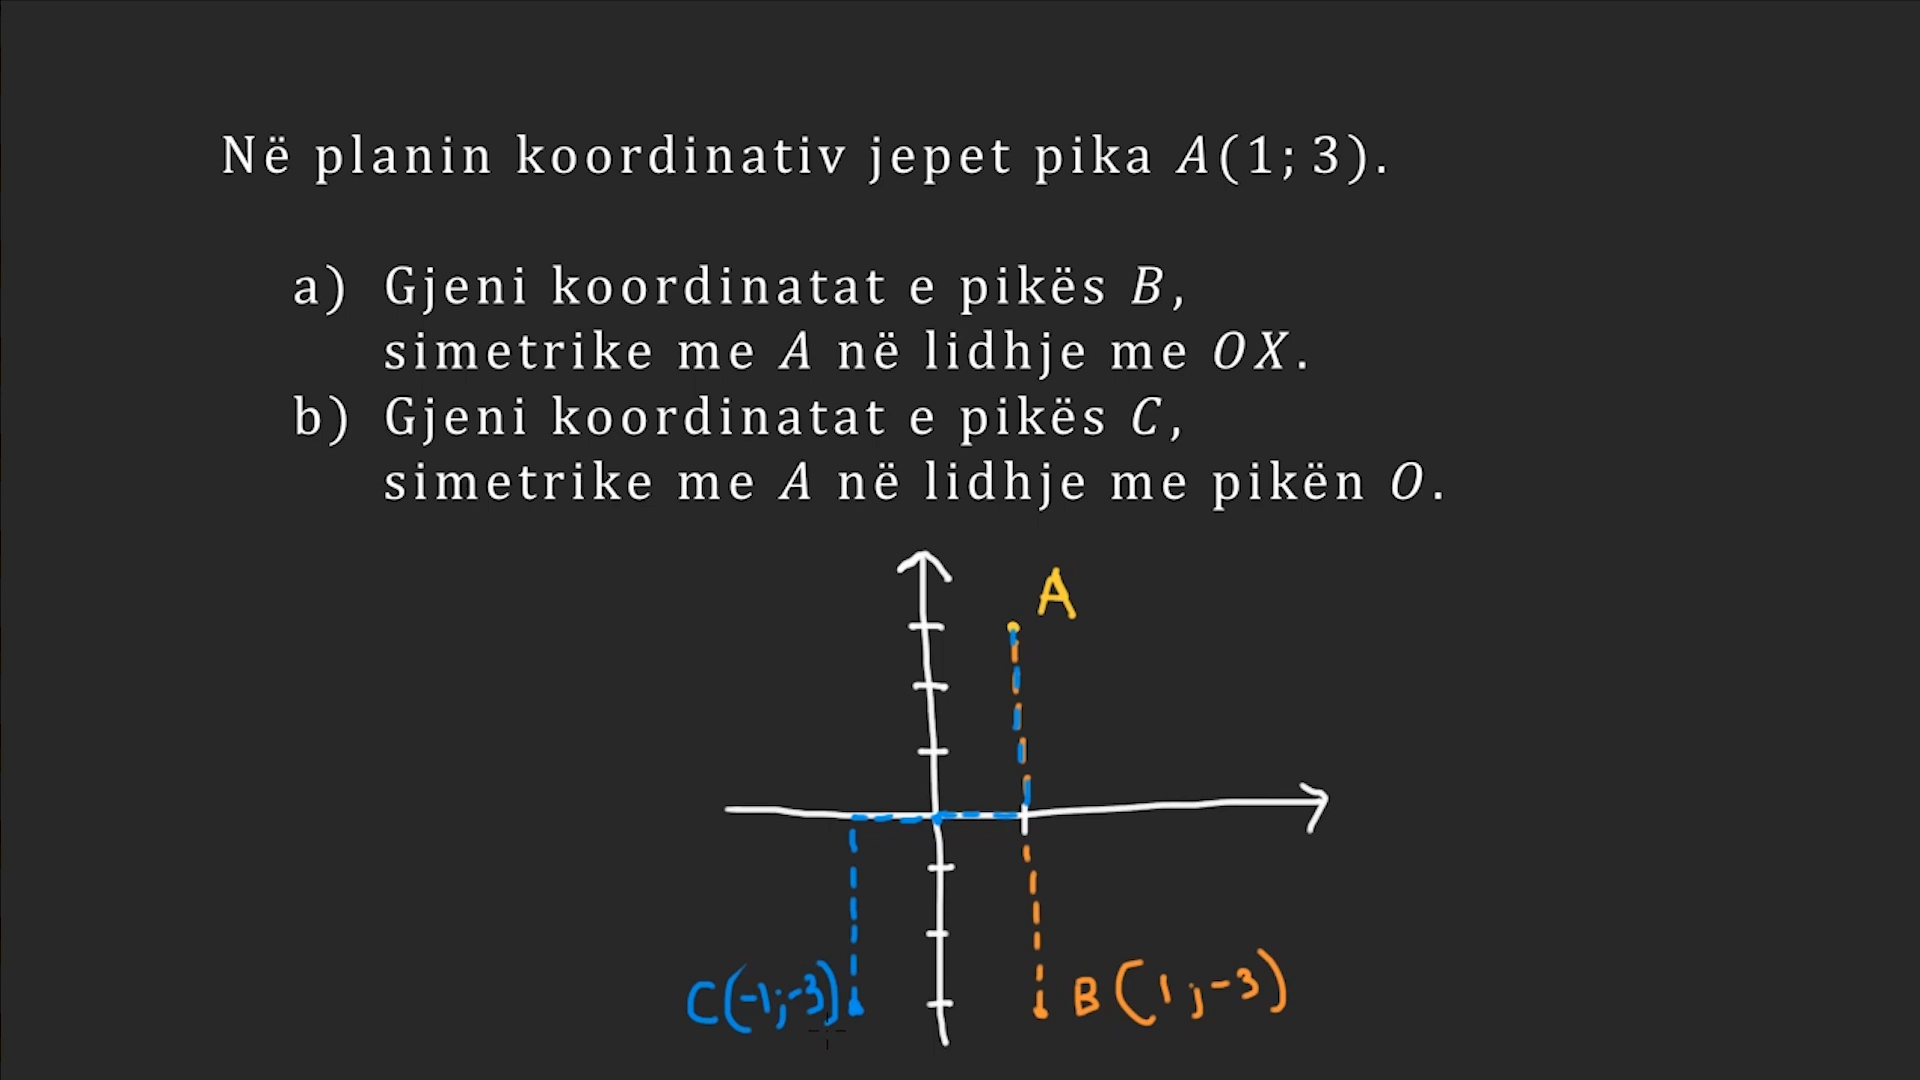 Në planin koordinativ jepet pika A(1; 3).
a) Gjeni koordinatat e pikës B,
simetrike me A në lidhje me OX.
b) Gjeni koordinatat e pikës C,
simetrike me A në lidhje me pikën O.
A
C(-1;-3)
B(1;-3)